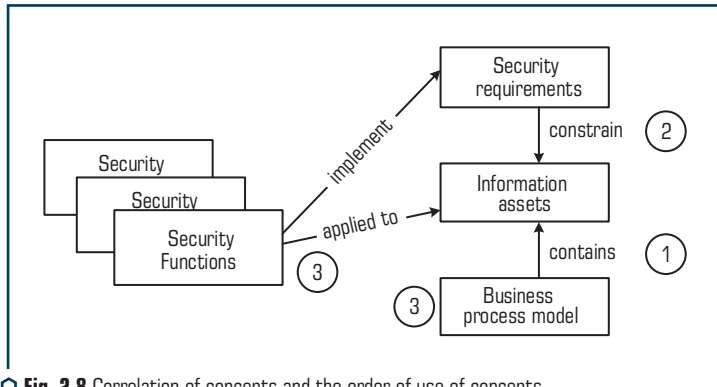 Security
requirements
implement
constrain
2
Security
Security
Information
assets
Security
Functions
applied to
3
contains
1
3
Business
process model
Fig. 3.8 Correlation of concepts and the order of use of concepts